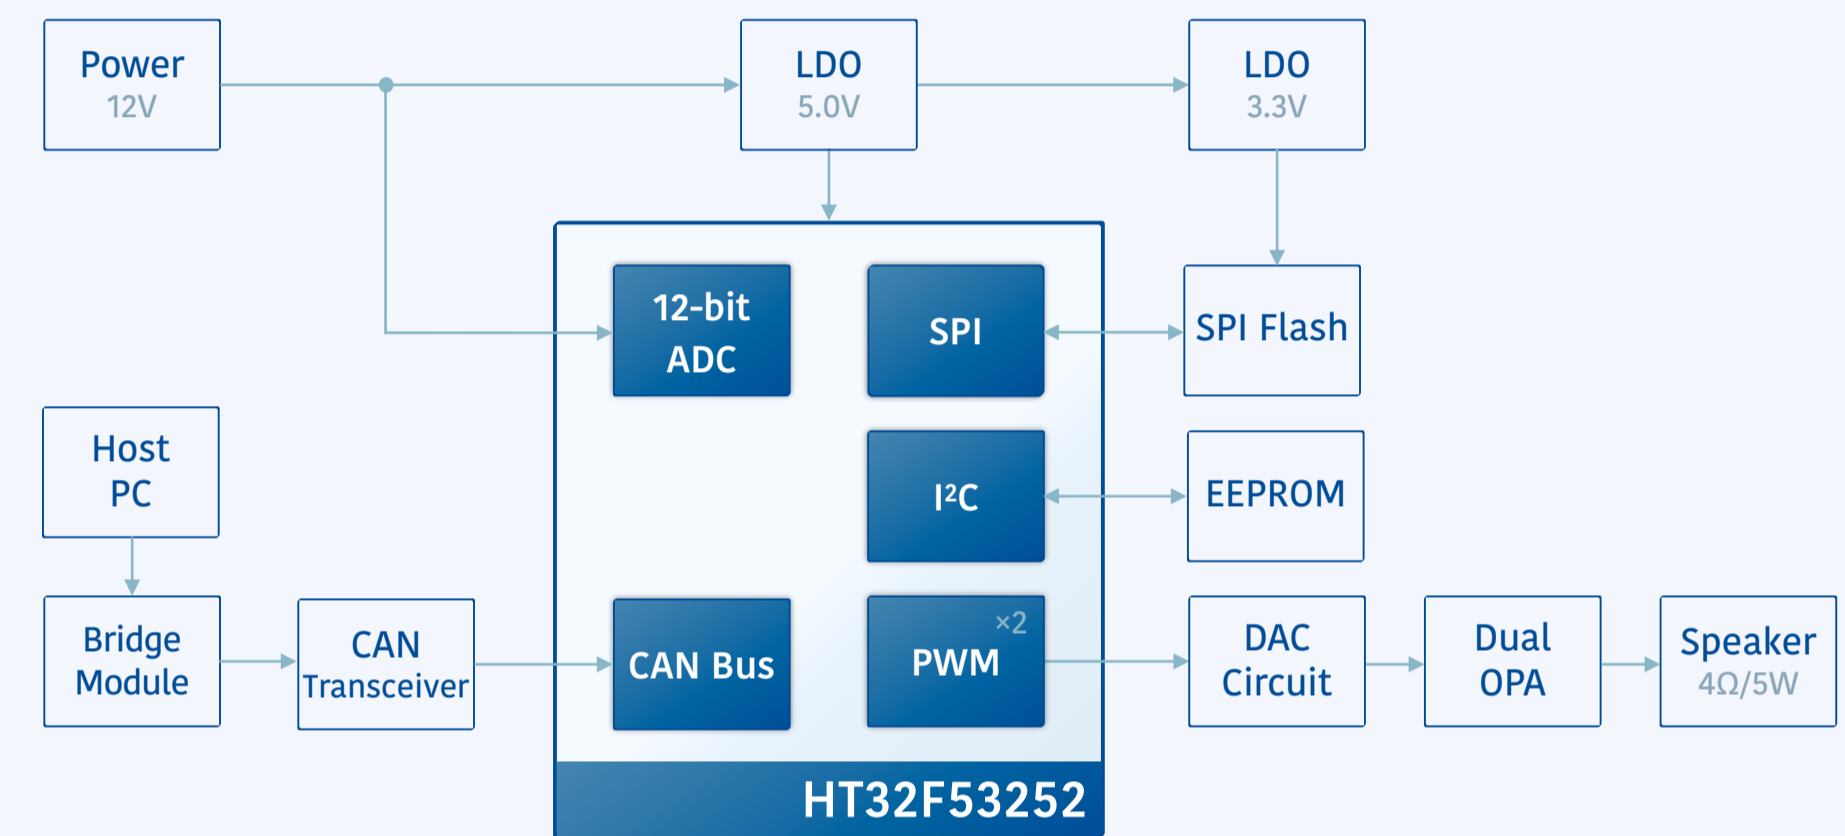 Power
12V
LDO
5.0V
LDO
3.3V
12-bit
ADC
SPI
SPI Flash
Host
PC
I²C
EEPROM
Bridge
Module
CAN
Transceiver
CAN Bus
×2
PWM
DAC
Circuit
Dual
OPA
Speaker
4Ω/5W
HT32F53252